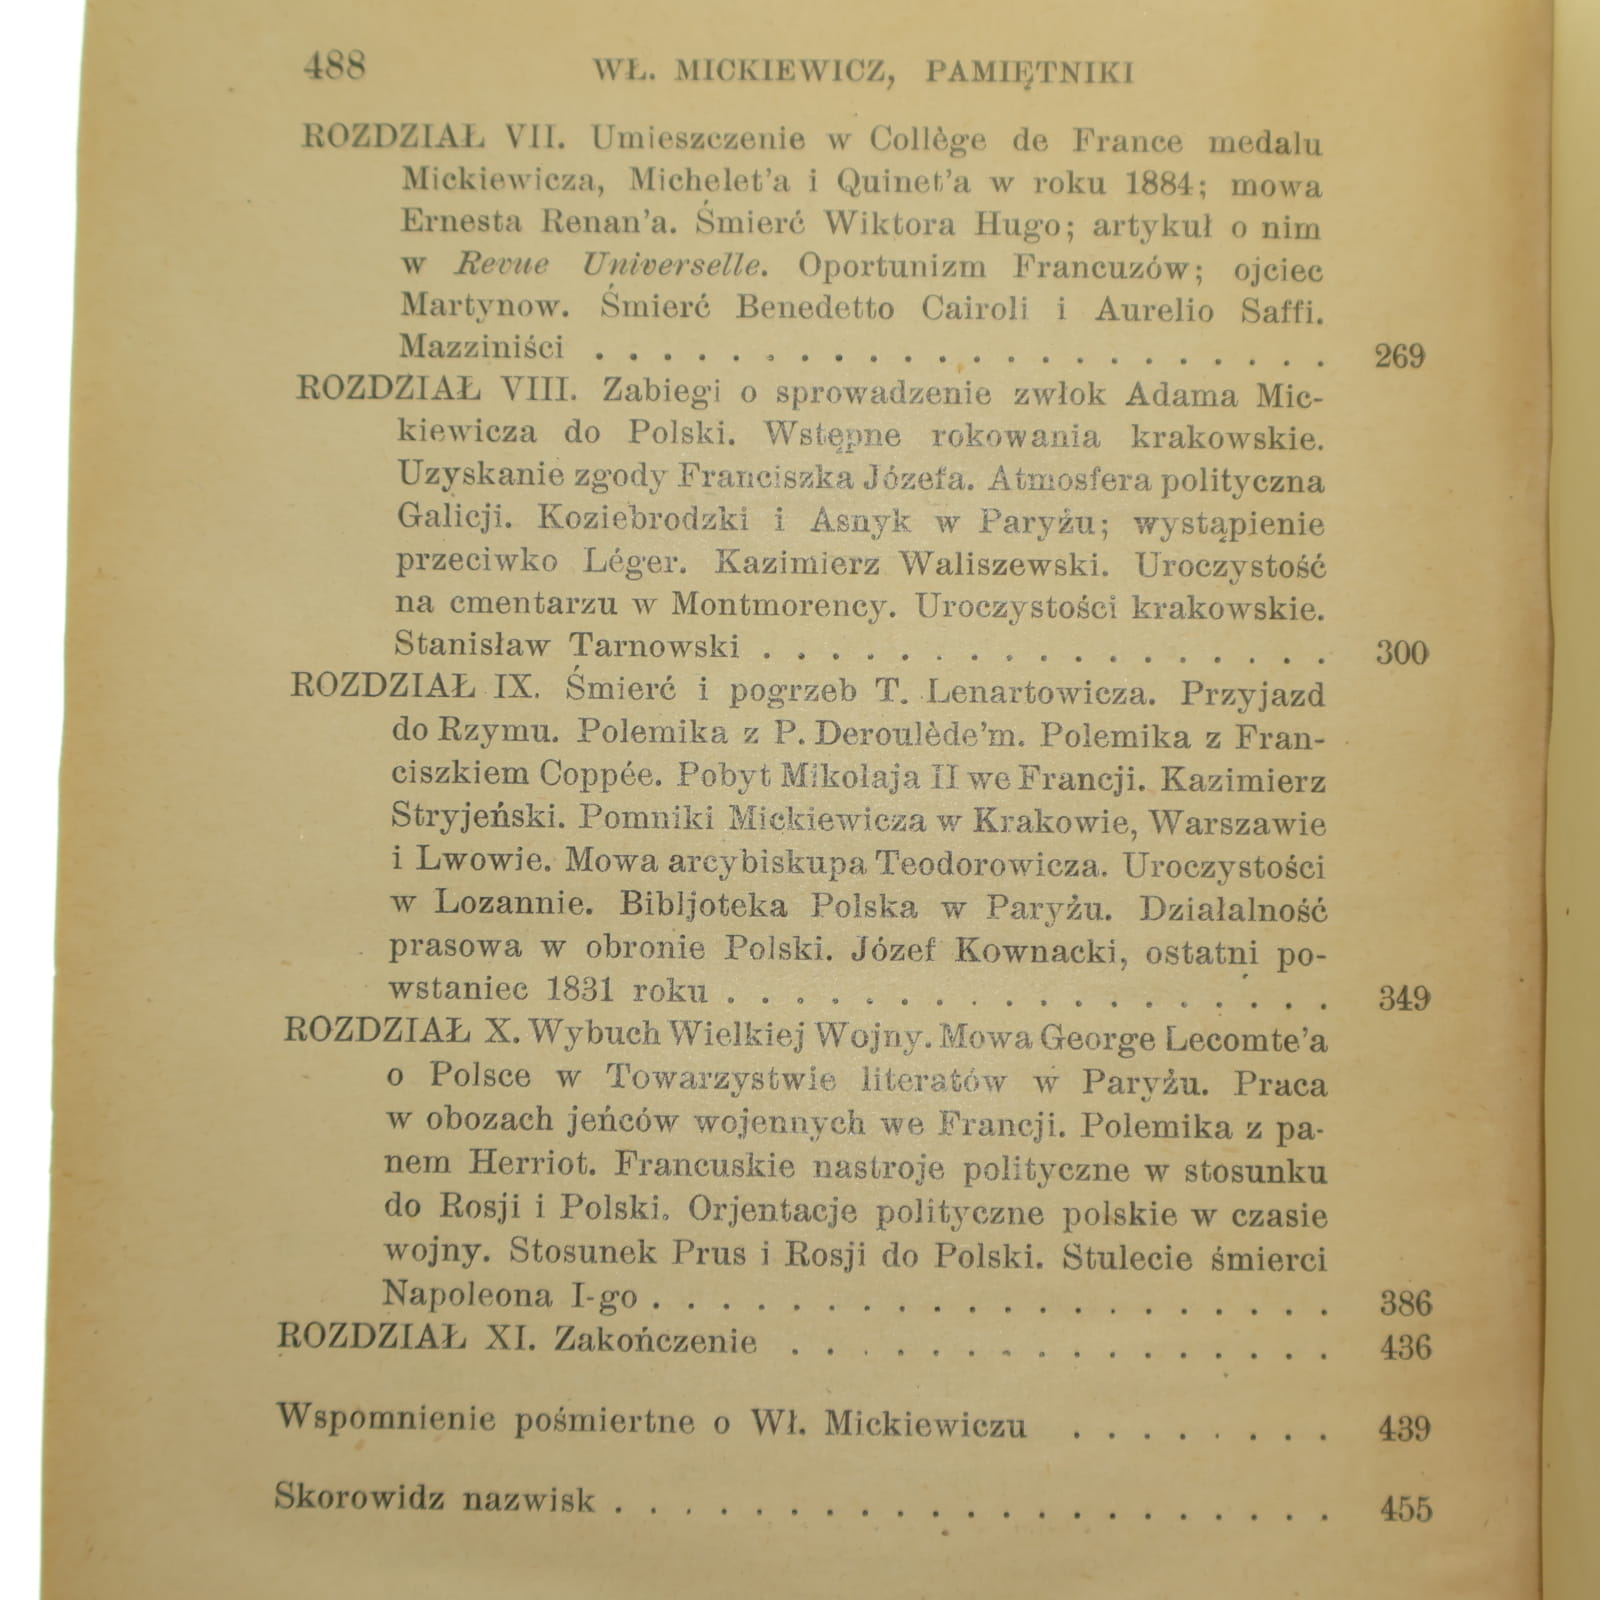 488 WŁ. MICKIEWICZ, PAMIĘTNIKI
ROZDZIAŁ VII. Umieszczenie w Collège de France medalu
Mickiewicza, Michelet’a i Quinet’a w roku 1884; mowa
Ernesta Renan’a. Śmierć Wiktora Hugo; artykuł o nim
w Revue Universelle. Oportunizm Francuzów; ojciec
Martynow. Śmierć Benedetto Cairoli i Aurelio Saffi.
Mazziniści . . . . . . . . . . . . . . . . . . . . . . 269
ROZDZIAŁ VIII. Zabiegi o sprowadzenie zwłok Adama Mic-
kiewicza do Polski. Wstępne rokowania krakowskie.
Uzyskanie zgody Franciszka Józefa. Atmosfera polityczna
Galicji. Koziebrodzki i Asnyk w Paryżu; wystąpienie
przeciwko Léger. Kazimierz Waliszewski. Uroczystość
na cmentarzu w Montmorency. Uroczystości krakowskie.
Stanisław Tarnowski . . . . . . . . . . . . . . . . . 300
ROZDZIAŁ IX. Śmierć i pogrzeb T. Lenartowicza. Przyjazd
do Rzymu. Polemika z P. Deroulède’m. Polemika z Fran-
ciszkiem Coppée. Pobyt Mikołaja II we Francji. Kazimierz
Stryjeński. Pomniki Mickiewicza w Krakowie, Warszawie
i Lwowie. Mowa arcybiskupa Teodorowicza. Uroczystości
w Lozannie. Bibljoteka Polska w Paryżu. Działalność
prasowa w obronie Polski. Józef Kownacki, ostatni po-
wstaniec 1831 roku . . . . . . . . . . . . . . . . . . 349
ROZDZIAŁ X. Wybuch Wielkiej Wojny. Mowa George Lecomte’a
o Polsce w Towarzystwie literatów w Paryżu. Praca
w obozach jeńców wojennych we Francji. Polemika z pa-
nem Herriot. Francuskie nastroje polityczne w stosunku
do Rosji i Polski. Orjentacje polityczne polskie w czasie
wojny. Stosunek Prus i Rosji do Polski. Stulecie śmierci
Napoleona I-go . . . . . . . . . . . . . . . . . . . . 386
ROZDZIAŁ XI. Zakończenie . . . . . . . . . . . . . . . . 436
Wspomnienie pośmiertne o Wł. Mickiewiczu . . . . . . . . 439
Skorowidz nazwisk . . . . . . . . . . . . . . . . . . . . . 455